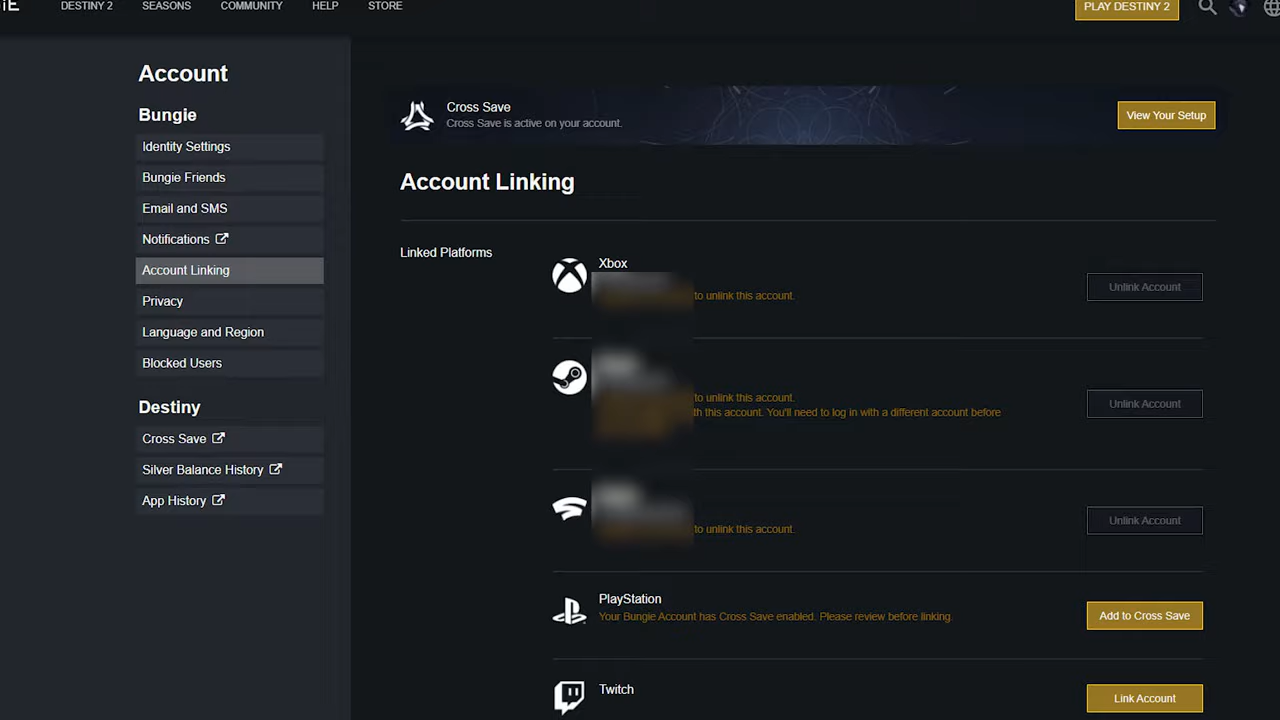 DESTINY 2
SEASONS
COMMUNITY
HELP
STORE
PLAY DESTINY 2
Account
Bungie
Identity Settings
Bungie Friends
Email and SMS
Notifications
Account Linking
Privacy
Language and Region
Blocked Users
Destiny
Cross Save
Silver Balance History
App History
Cross Save
Cross Save is active on your account.
View Your Setup
Account Linking
Linked Platforms
Xbox
to unlink this account.
Unlink Account
to unlink this account.
this account. You'll need to log in with a different account before
Unlink Account
to unlink this account.
Unlink Account
PlayStation
Your Bungie Account has Cross Save enabled. Please review before linking.
Add to Cross Save
Twitch
Link Account